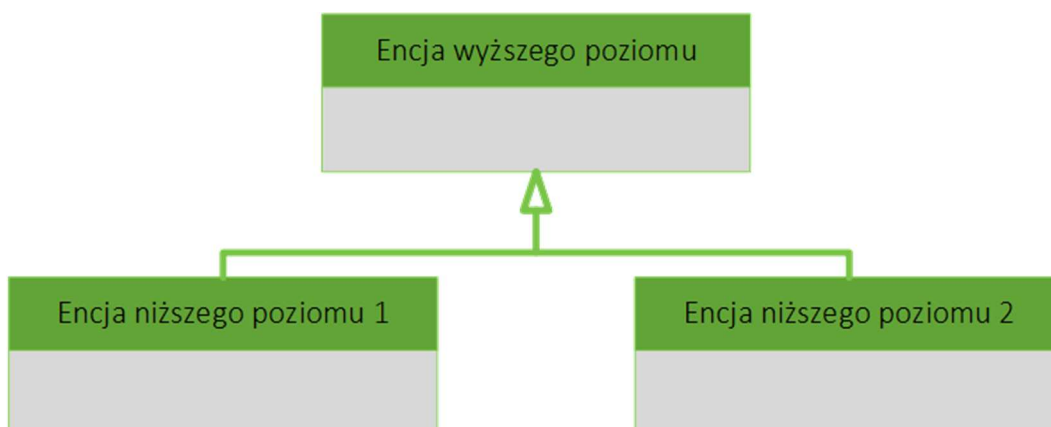 Encja wyższego poziomu
Encja niższego poziomu 1
Encja niższego poziomu 2